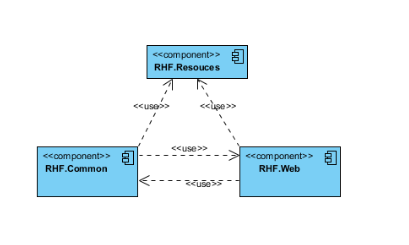 <<component>>
RHF.Resouces
<<use>>
<<use>>
<<component>>
RHF.Common
<<use>>
<<component>>
RHF.Web
<<use>>